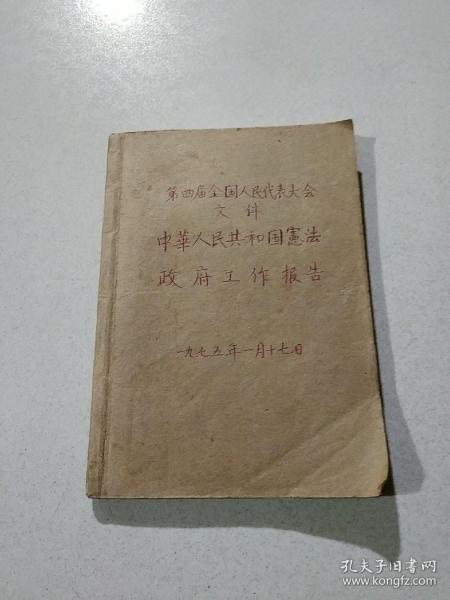 第四届全国人民代表大会
文件
中華人民共和国憲法
政府工作报告
一九七五年一月十七日
孔夫子旧书网
www.kongfz.com